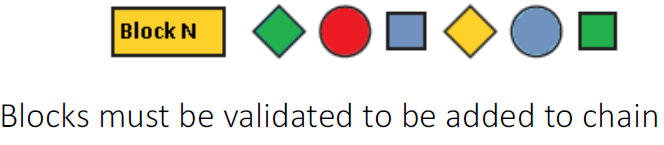 Block N
Blocks must be validated to be added to chain